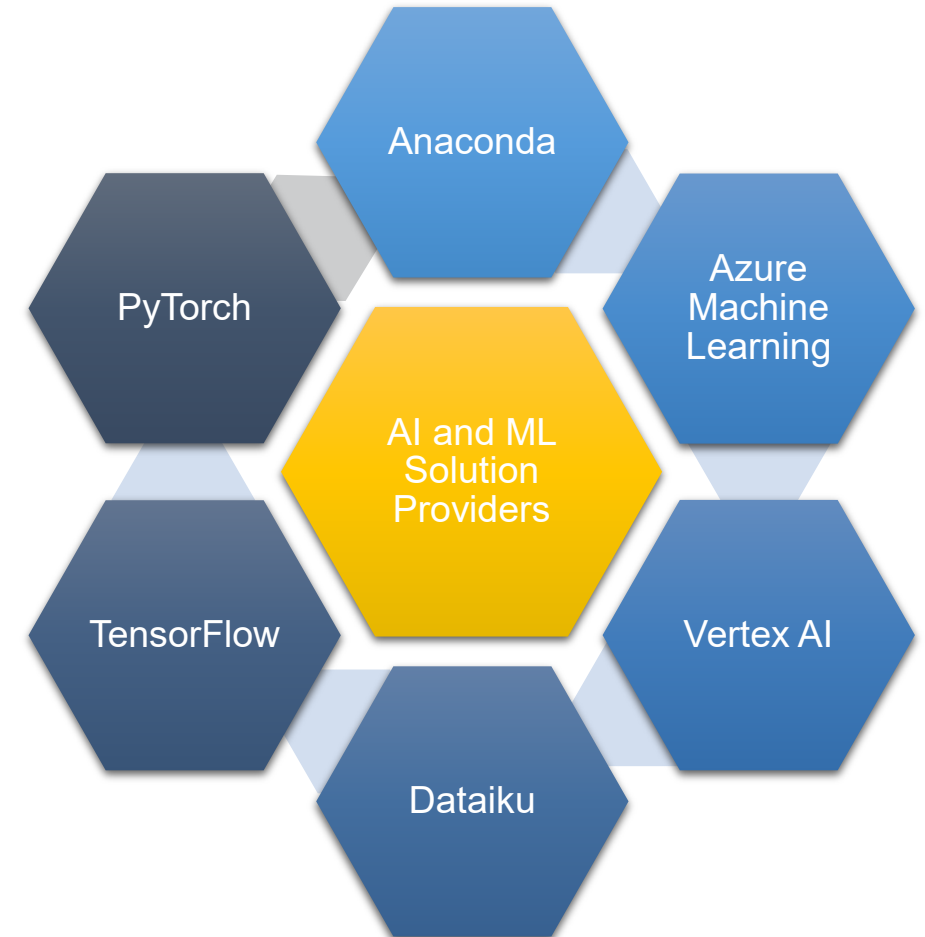 Anaconda
Azure
Machine
Learning
PyTorch
AI and ML
Solution
Providers
TensorFlow
Vertex AI
Dataiku